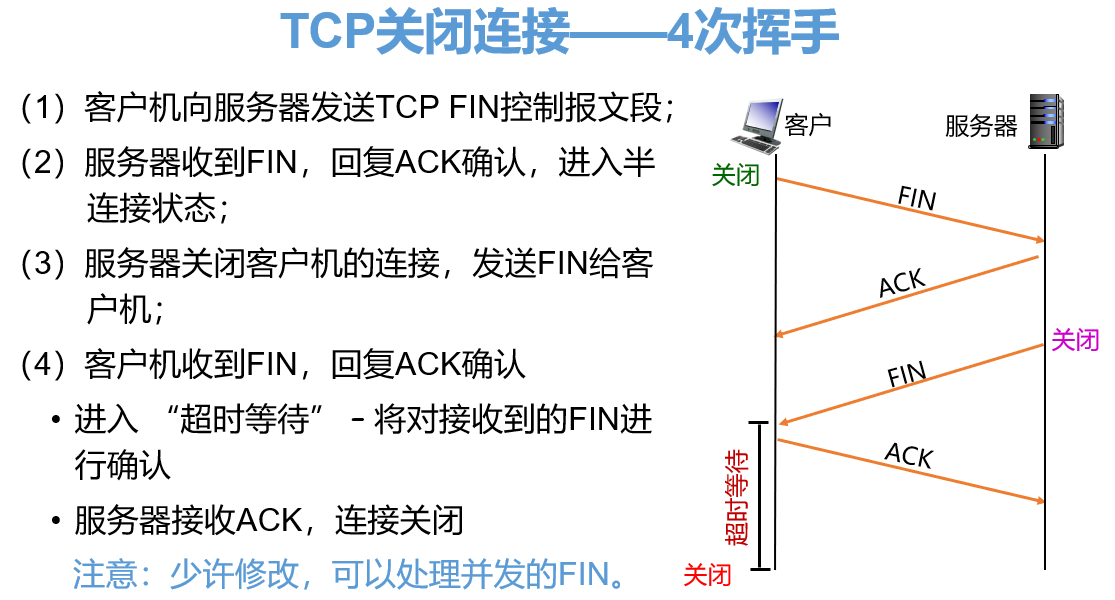 TCP关闭连接——4次挥手
（1）客户机向服务器发送TCP FIN控制报文段；
（2）服务器收到FIN，回复ACK确认，进入半
连接状态；
（3）服务器关闭客户机的连接，发送FIN给客
户机；
（4）客户机收到FIN，回复ACK确认
• 进入 “超时等待” – 将对接收到的FIN进
行确认
• 服务器接收ACK，连接关闭
注意：少许修改，可以处理并发的FIN。
客户
服务器
关闭
FIN
ACK
关闭
FIN
ACK
超时等待
关闭